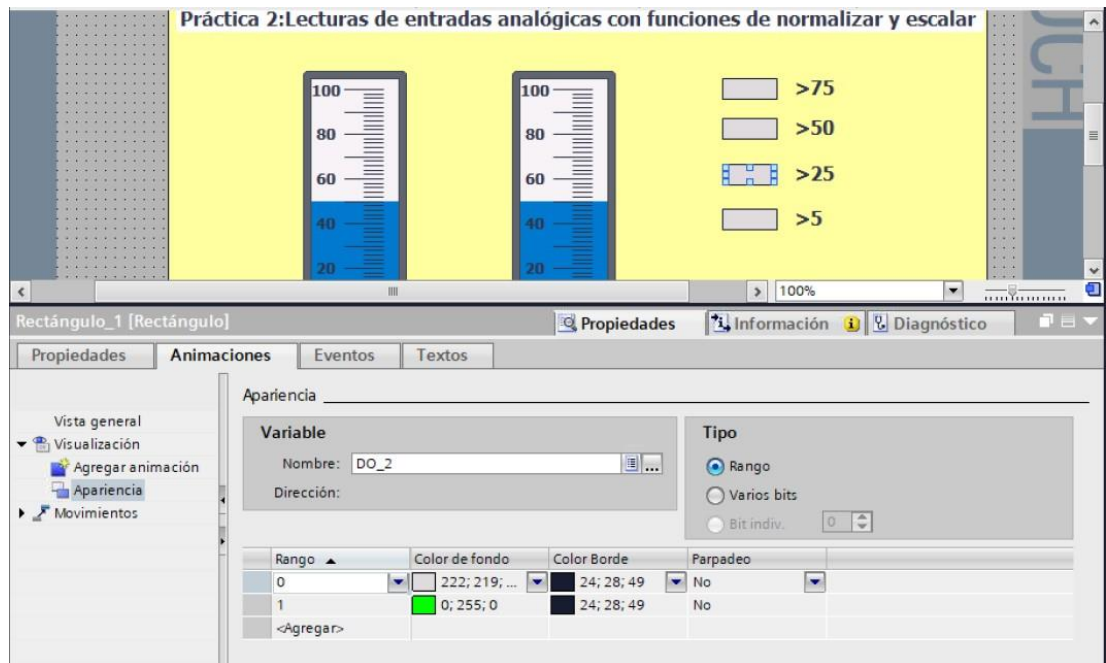 Práctica 2:Lecturas de entradas analógicas con funciones de normalizar y escalar
100
80
60
40
20
100
80
60
40
20
>75
>50
>25
>5
UCH
100%
Rectángulo_1 [Rectángulo]
Propiedades
Información
Diagnóstico
Propiedades
Animaciones
Eventos
Textos
Vista general
Visualización
Agregar animación
Apariencia
Movimientos
Apariencia
Variable
Nombre: DO_2
Dirección:
Tipo
Rango
Varios bits
Bit indiv. 0
Rango Color de fondo Color Borde Parpadeo
0 222; 219; ... 24; 28; 49 No
1 0; 255; 0 24; 28; 49 No
<Agregar>